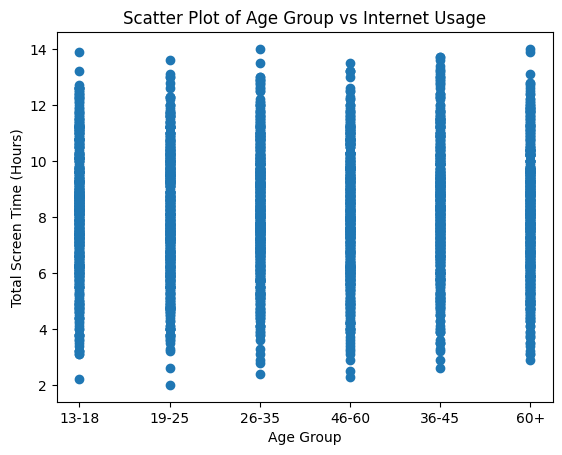 Scatter Plot of Age Group vs Internet Usage
14
12
10
8
6
4
2
Total Screen Time (Hours)
13-18 19-25 26-35 46-60 36-45 60+
Age Group